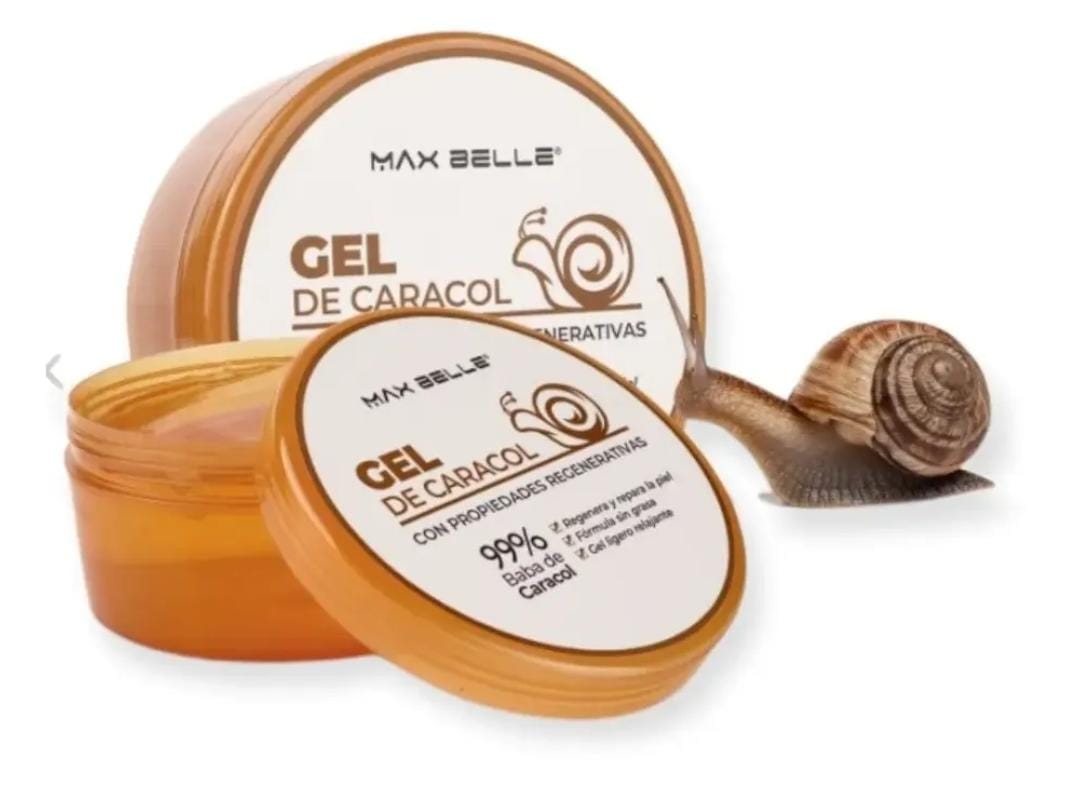 MAX BELLE®
GEL
DE CARACOL
ENERATIVAS
MAX BELLE®
GEL
DE CARACOL
CON PROPIEDADES REGENERATIVAS
99%
Baba de
Caracol
Regenera y repara la piel
Fórmula sin grasa
Gel ligero relajante